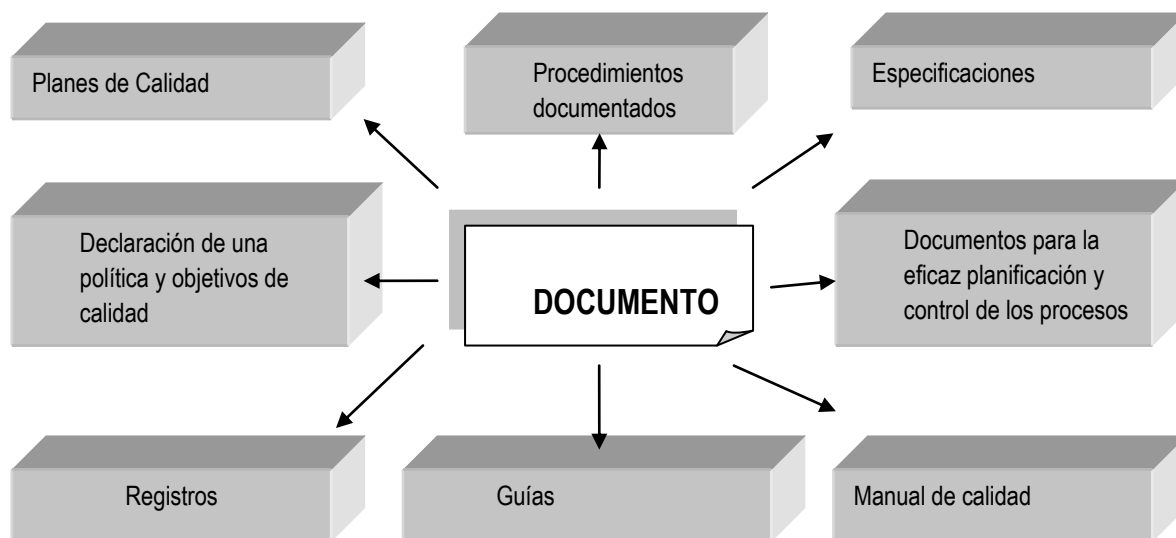 Planes de Calidad
Procedimientos
documentados
Especificaciones
Declaración de una
política y objetivos de
calidad
DOCUMENTO
Documentos para la
eficaz planificación y
control de los procesos
Registros
Guías
Manual de calidad